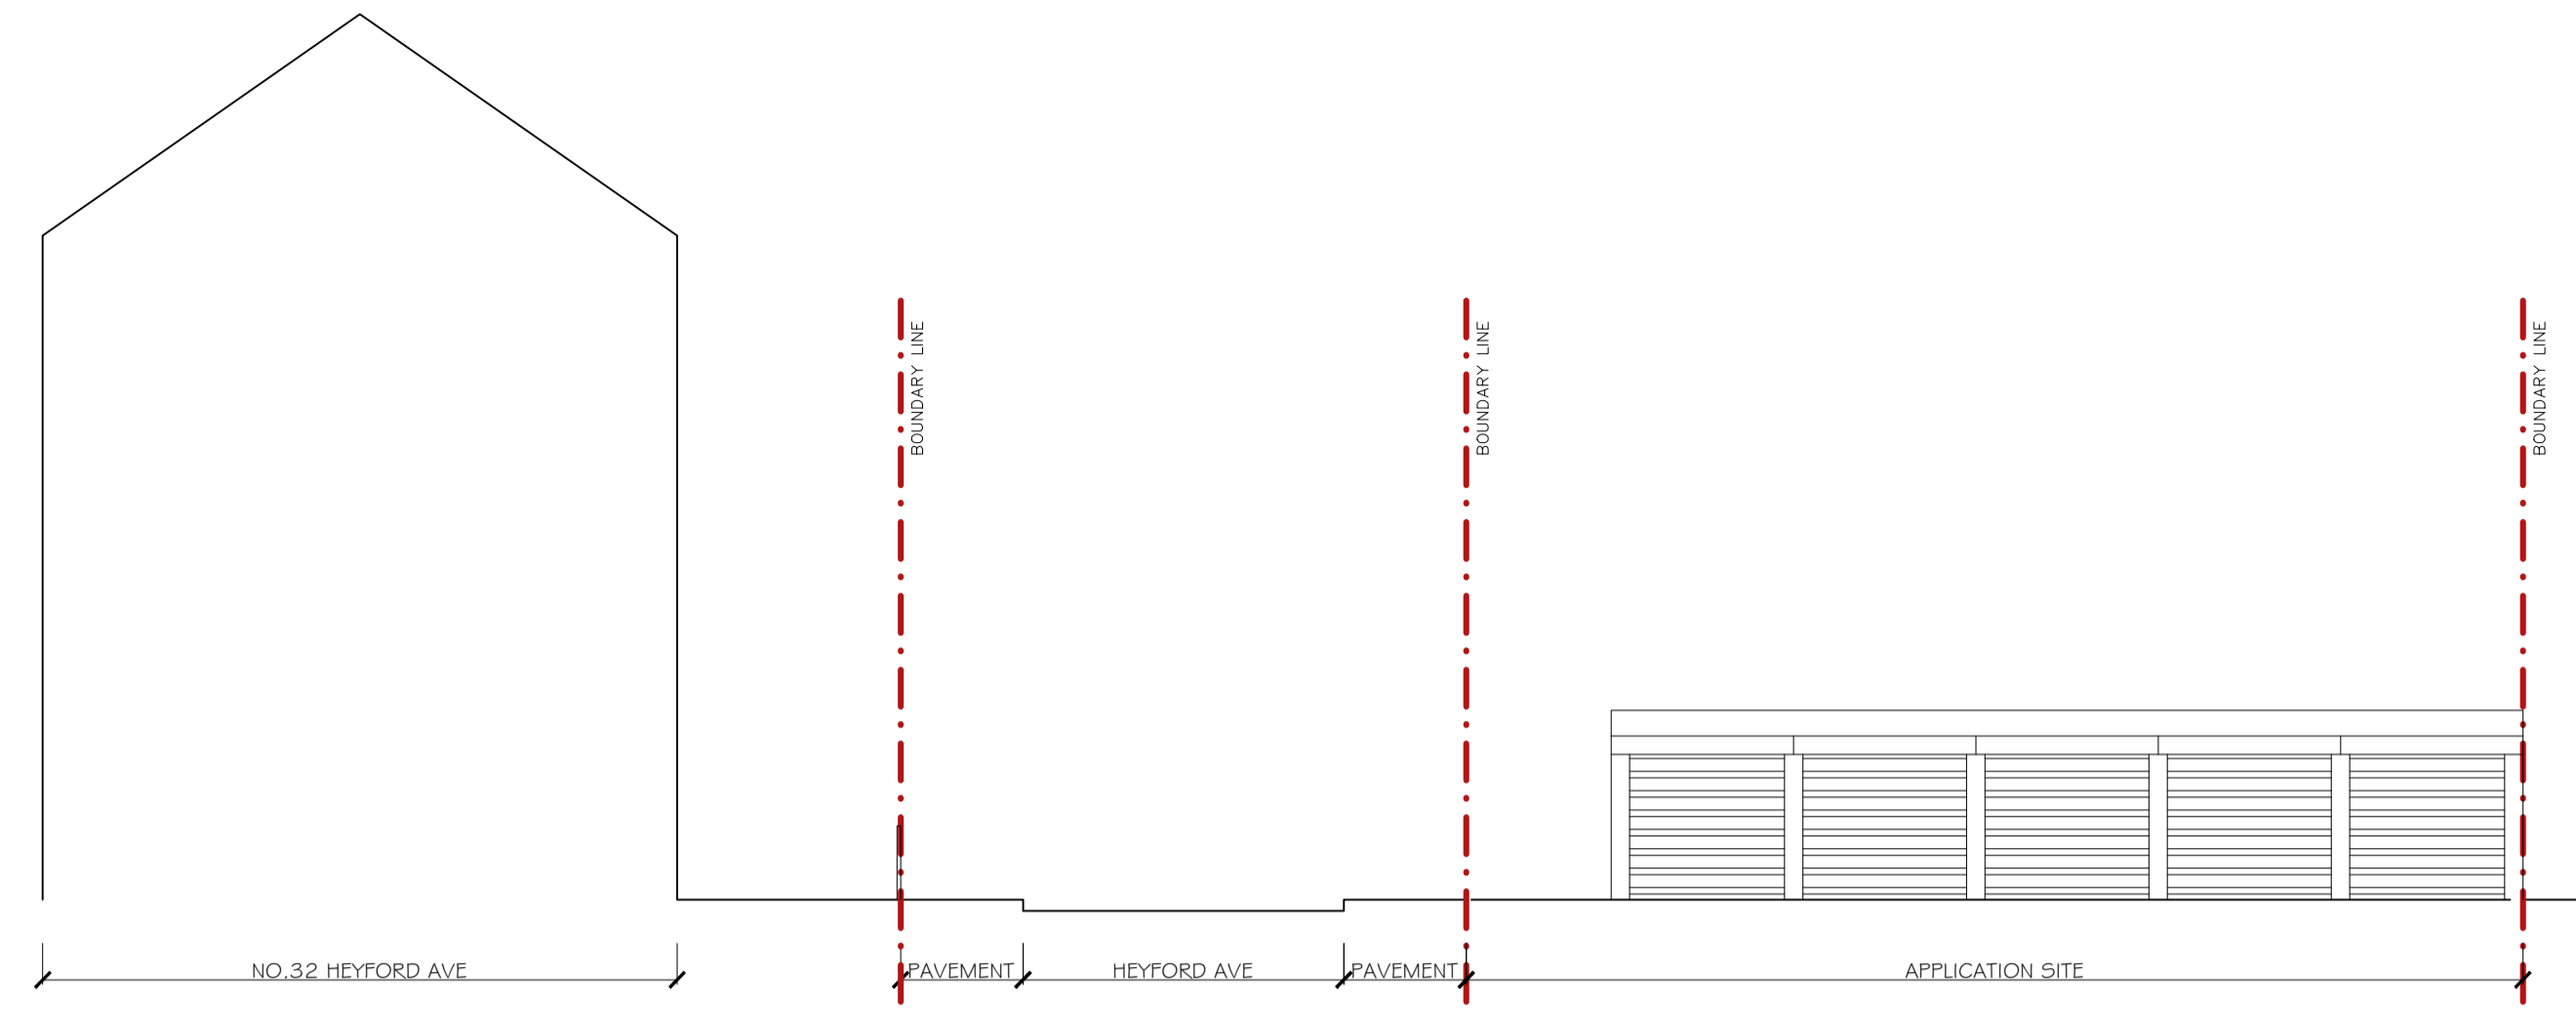 BOUNDARY LINE
BOUNDARY LINE
BOUNDARY LINE
NO.32 HEYFORD AVE
PAVEMENT
HEYFORD AVE
PAVEMENT
APPLICATION SITE